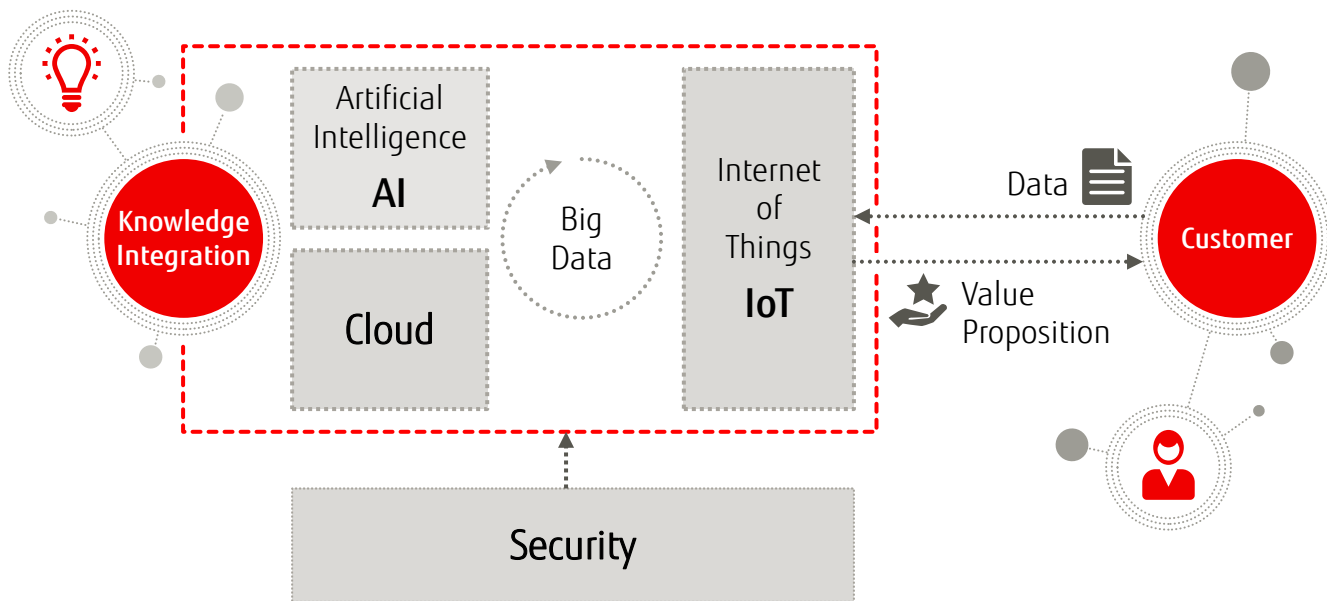 Knowledge
Integration
Artificial
Intelligence
AI
Cloud
Big
Data
Internet
of
Things
IoT
Data
Value
Proposition
Customer
Security